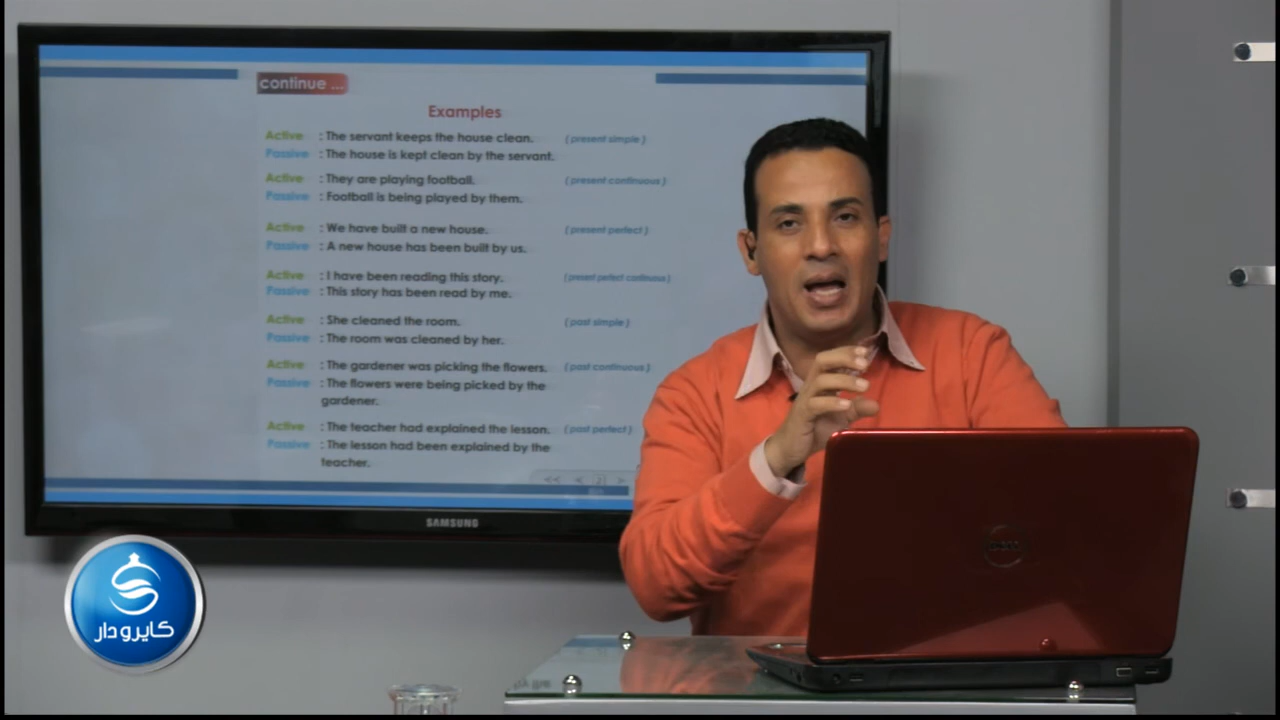 continue ...
Examples
Active : The servant keeps the house clean. ( present simple )
Passive : The house is kept clean by the servant.
Active : They are playing football. ( present continuous )
Passive : Football is being played by them.
Active : We have built a new house. ( present perfect )
Passive : A new house has been built by us.
Active : I have been reading this story. ( present perfect continuous )
Passive : This story has been read by me.
Active : She cleaned the room. ( past simple )
Passive : The room was cleaned by her.
Active : The gardener was picking the flowers. ( past continuous )
Passive : The flowers were being picked by the
gardener.
Active : The teacher had explained the lesson. ( past perfect )
Passive : The lesson had been explained by the
teacher.
<< < 2 >
SAMSUNG
DELL
كايرودار